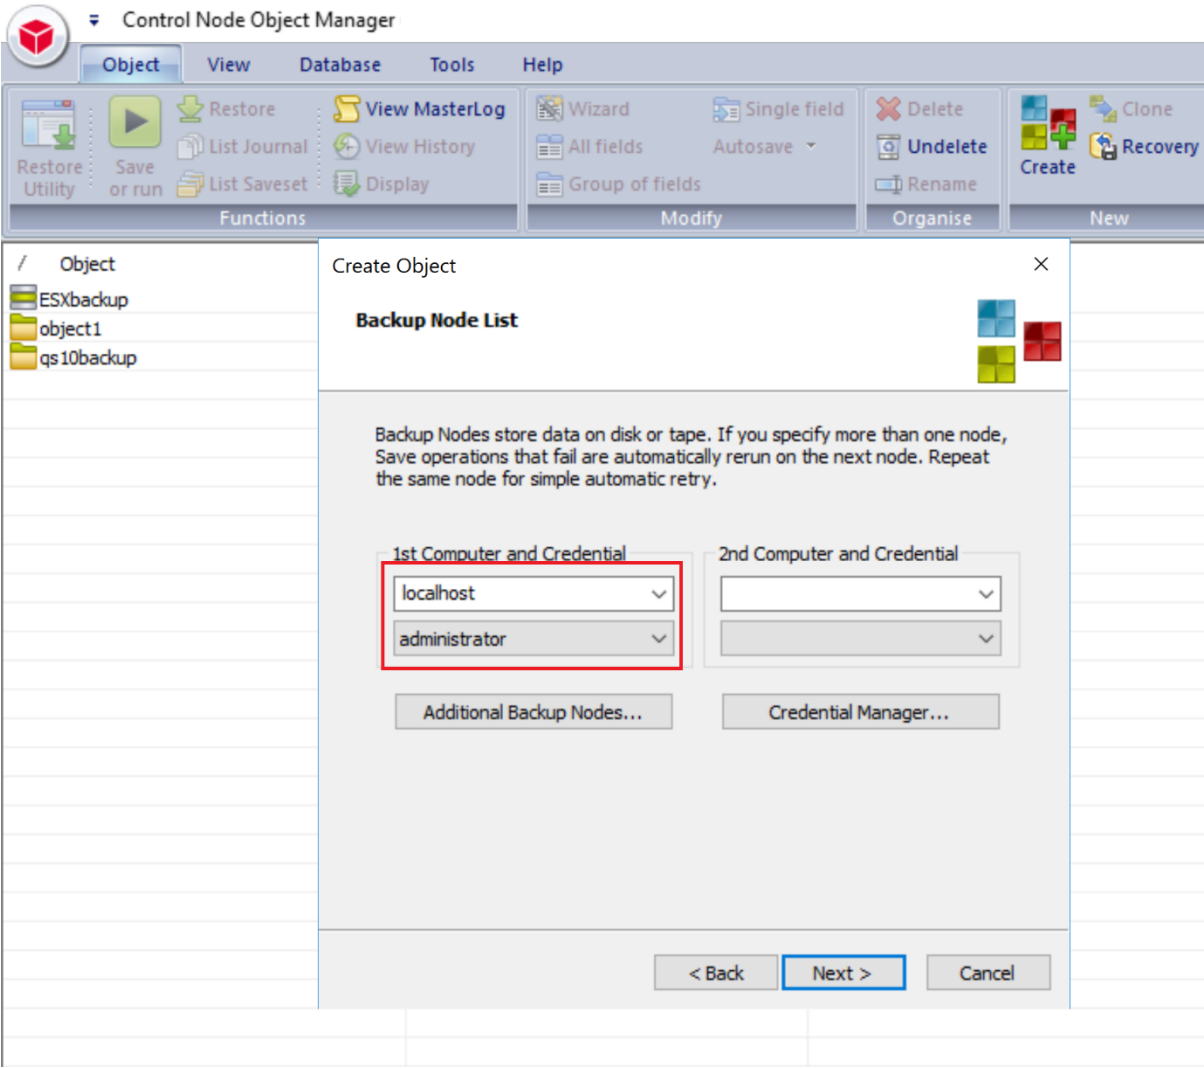 Control Node Object Manager
Object View Database Tools Help
Restore Utility
Save or run
Restore
List Journal
List Saveset
View MasterLog
View History
Display
Functions
Wizard
All fields
Group of fields
Single field
Autosave
Modify
Delete
Undelete
Rename
Organise
Create
Clone
Recovery
New
/ Object
ESXbackup
object1
qs10backup
Create Object
Backup Node List
Backup Nodes store data on disk or tape. If you specify more than one node,
Save operations that fail are automatically rerun on the next node. Repeat
the same node for simple automatic retry.
1st Computer and Credential
localhost
administrator
2nd Computer and Credential
Additional Backup Nodes...
Credential Manager...
< Back
Next >
Cancel